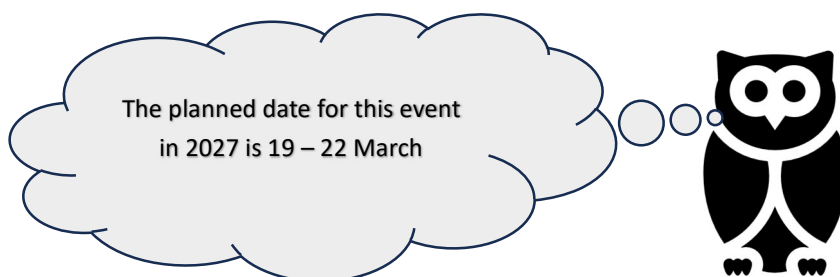 The planned date for this event
in 2027 is 19 – 22 March